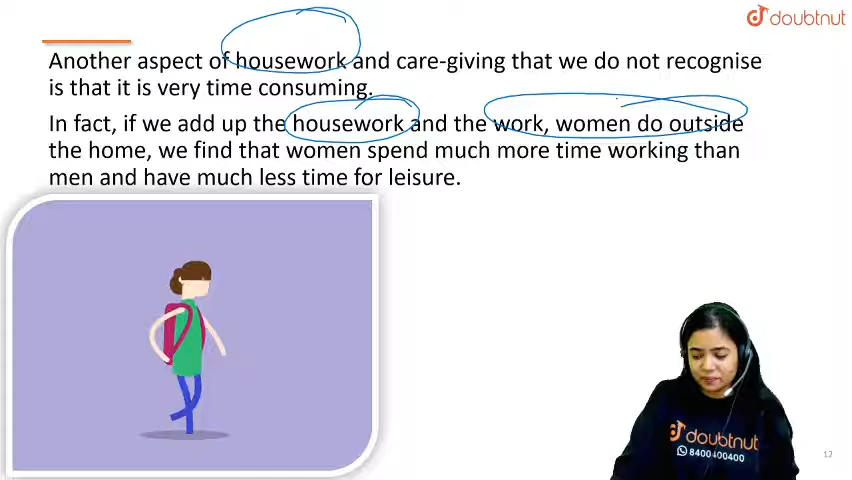 doubtnut
Another aspect of housework and care-giving that we do not recognise
is that it is very time consuming.
In fact, if we add up the housework and the work, women do outside
the home, we find that women spend much more time working than
men and have much less time for leisure.
doubtnut
8400400400
12